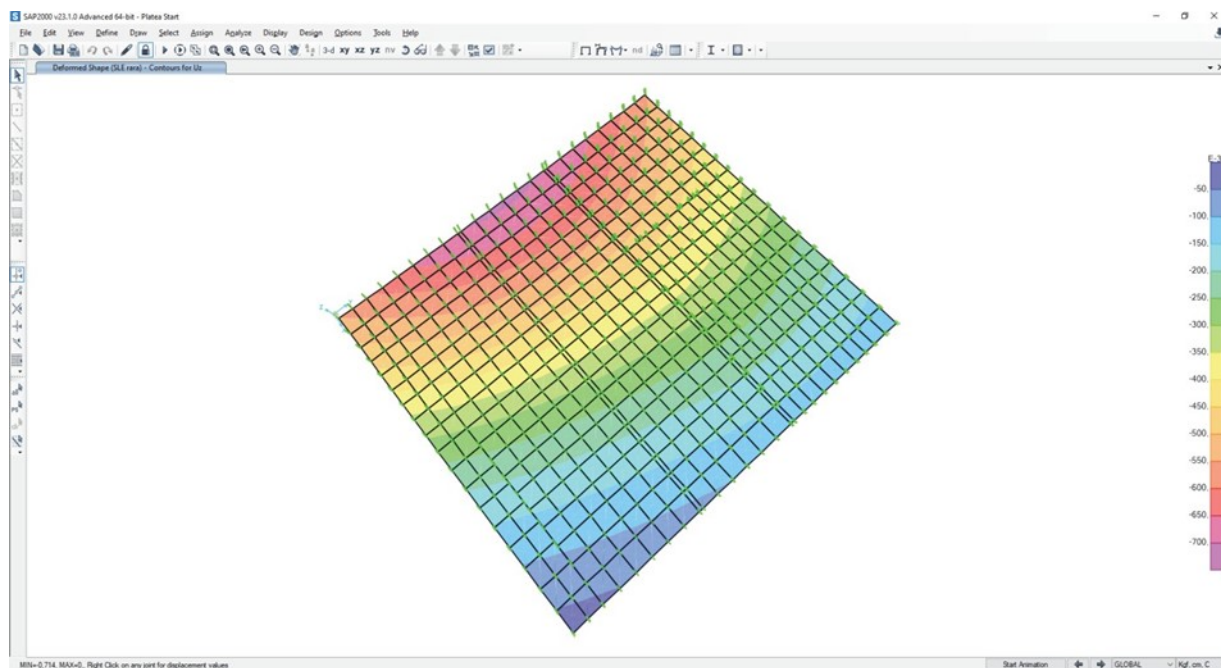 SAP2000 v23.1.0 Advanced 64-bit - Platea Start
File Edit View Define Draw Select Assign Analyze Display Design Options Tools Help
3-d xy xz yz nv nd
Deformed Shape (SLE rara) - Contours for Uz
-50,
-100,
-150,
-200,
-250,
-300,
-350,
-400,
-450,
-500,
-550,
-600,
-650,
-700,
MIN=-0,714, MAX=0, Right Click on any joint for displacement values
Start Animation GLOBAL Kgf, cm, C